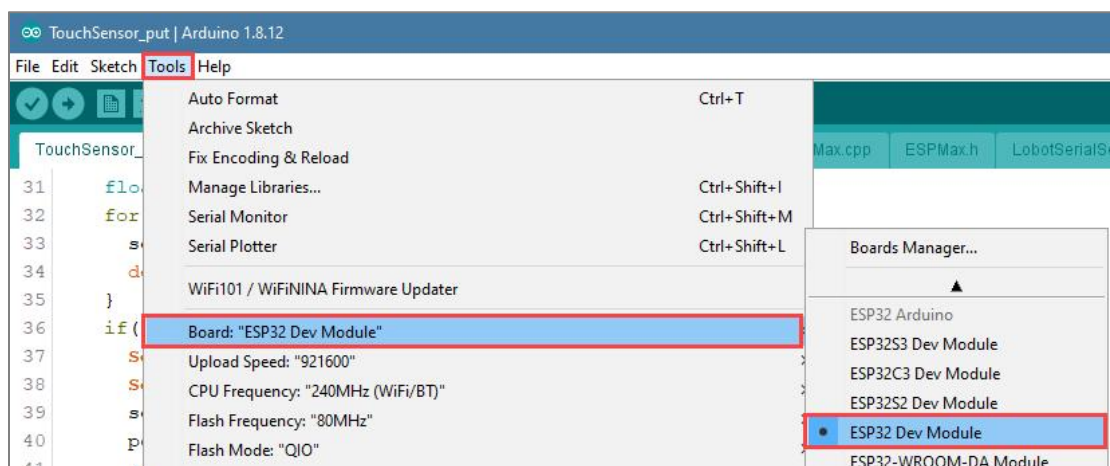 TouchSensor_put | Arduino 1.8.12
File Edit Sketch Tools Help
Auto Format Ctrl+T
Archive Sketch
Fix Encoding & Reload
Manage Libraries... Ctrl+Shift+I
Serial Monitor Ctrl+Shift+M
Serial Plotter Ctrl+Shift+L
WiFi101 / WiFiNINA Firmware Updater
Board: "ESP32 Dev Module"
Upload Speed: "921600"
CPU Frequency: "240MHz (WiFi/BT)"
Flash Frequency: "80MHz"
Flash Mode: "QIO"
TouchSensor_
Max.cpp ESPMax.h LobotSerialS
31 flo
32 for
33 s
34 d
35 }
36 if(
37 S
38 S
39 s
40 p
Boards Manager...
ESP32 Arduino
ESP32S3 Dev Module
ESP32C3 Dev Module
ESP32S2 Dev Module
ESP32 Dev Module
ESP32-WROOM-DA Module